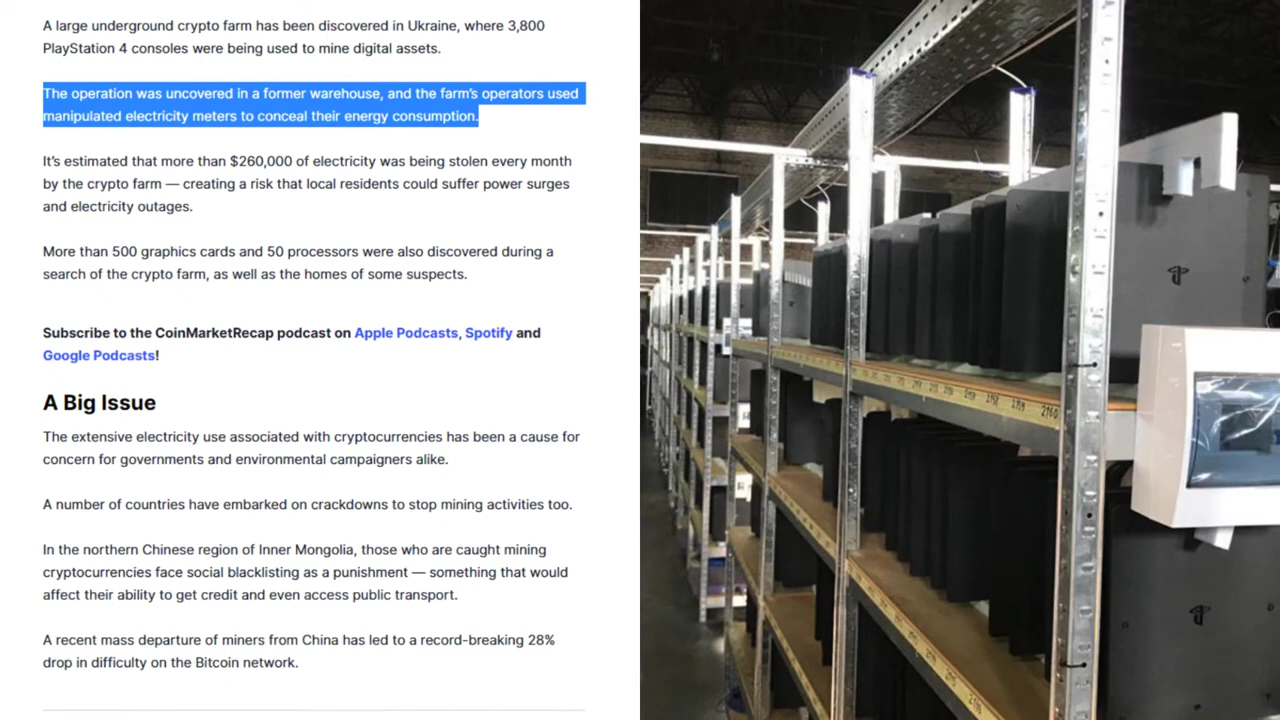 A large underground crypto farm has been discovered in Ukraine, where 3,800
PlayStation 4 consoles were being used to mine digital assets.
The operation was uncovered in a former warehouse, and the farm's operators used
manipulated electricity meters to conceal their energy consumption.
It's estimated that more than $260,000 of electricity was being stolen every month
by the crypto farm — creating a risk that local residents could suffer power surges
and electricity outages.
More than 500 graphics cards and 50 processors were also discovered during a
search of the crypto farm, as well as the homes of some suspects.
Subscribe to the CoinMarketRecap podcast on Apple Podcasts, Spotify and
Google Podcasts!
A Big Issue
The extensive electricity use associated with cryptocurrencies has been a cause for
concern for governments and environmental campaigners alike.
A number of countries have embarked on crackdowns to stop mining activities too.
In the northern Chinese region of Inner Mongolia, those who are caught mining
cryptocurrencies face social blacklisting as a punishment — something that would
affect their ability to get credit and even access public transport.
A recent mass departure of miners from China has led to a record-breaking 28%
drop in difficulty on the Bitcoin network.
2160